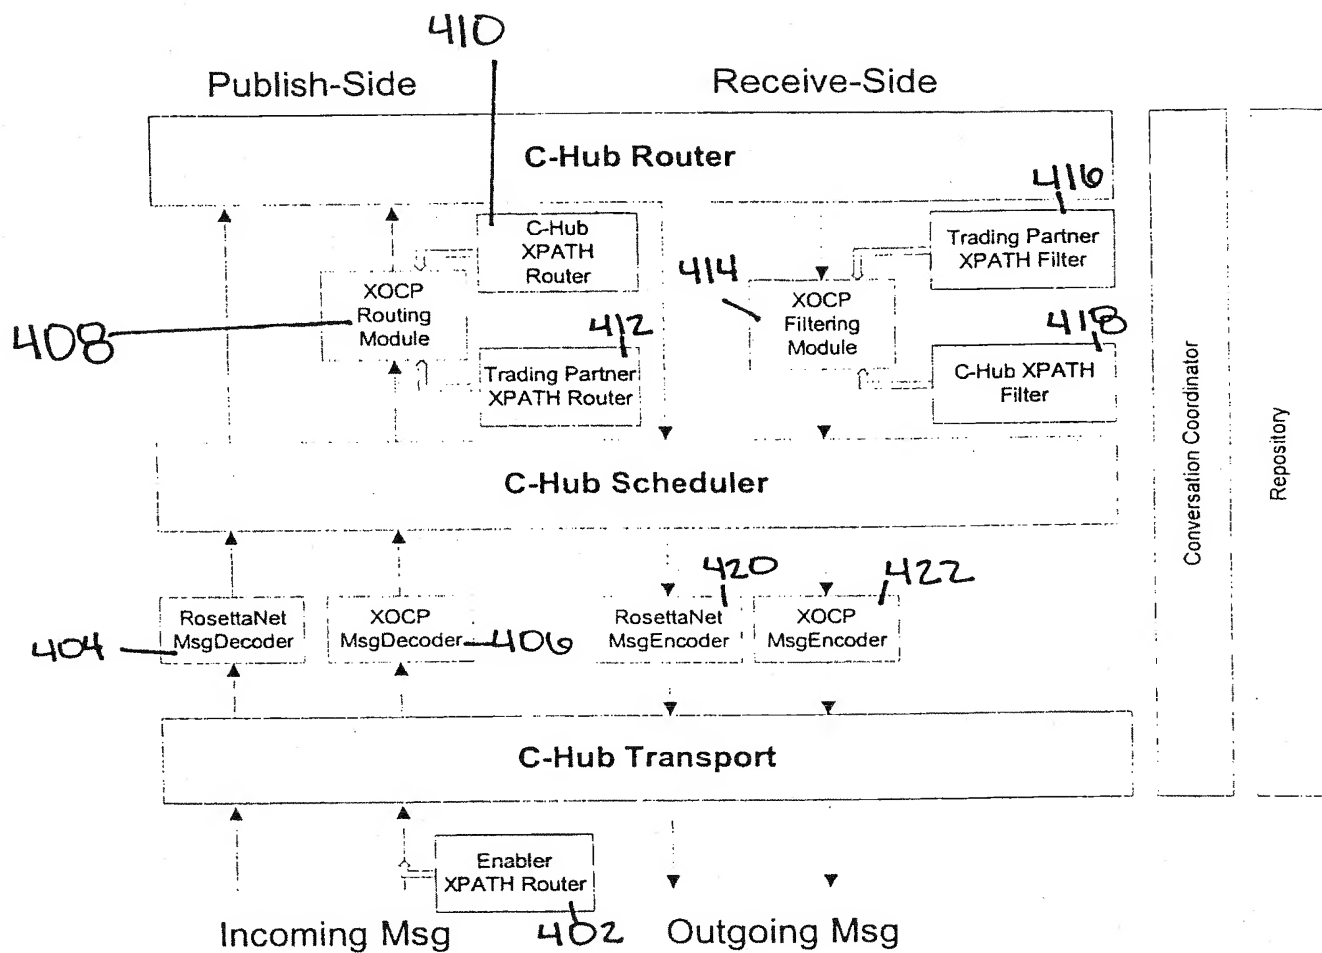 410
Publish-Side
Receive-Side
C-Hub Router
416
C-Hub
XPATH
Router
Trading Partner
XPATH Filter
414
XOCP
Routing
Module
XOCP
Filtering
Module
408
412
418
Trading Partner
XPATH Router
C-Hub XPATH
Filter
Conversation Coordinator
Repository
C-Hub Scheduler
420
422
RosettaNet
MsgDecoder
XOCP
MsgDecoder
RosettaNet
MsgEncoder
XOCP
MsgEncoder
404
406
C-Hub Transport
Enabler
XPATH Router
Incoming Msg
402
Outgoing Msg